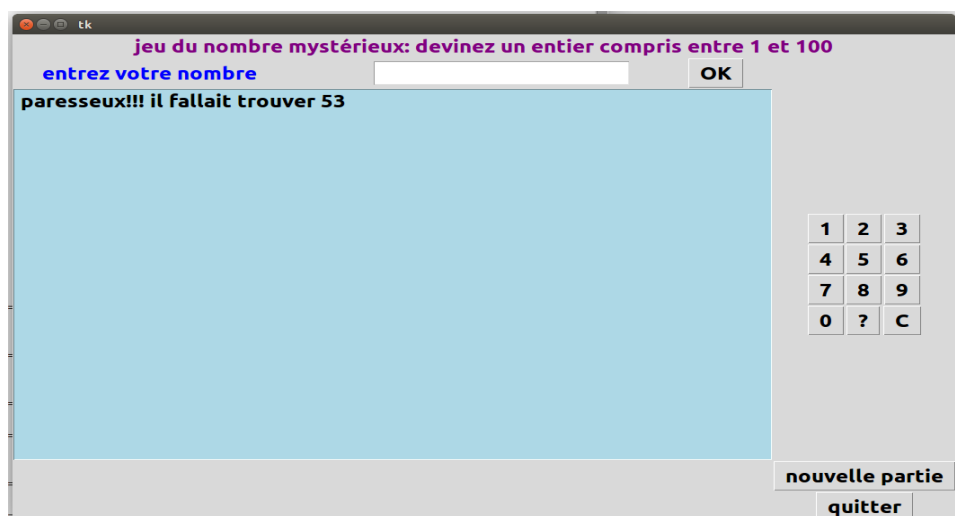 tk
jeu du nombre mystérieux: devinez un entier compris entre 1 et 100
entrez votre nombre
OK
paresseux!!! il fallait trouver 53
1 2 3
4 5 6
7 8 9
0 ? C
nouvelle partie
quitter